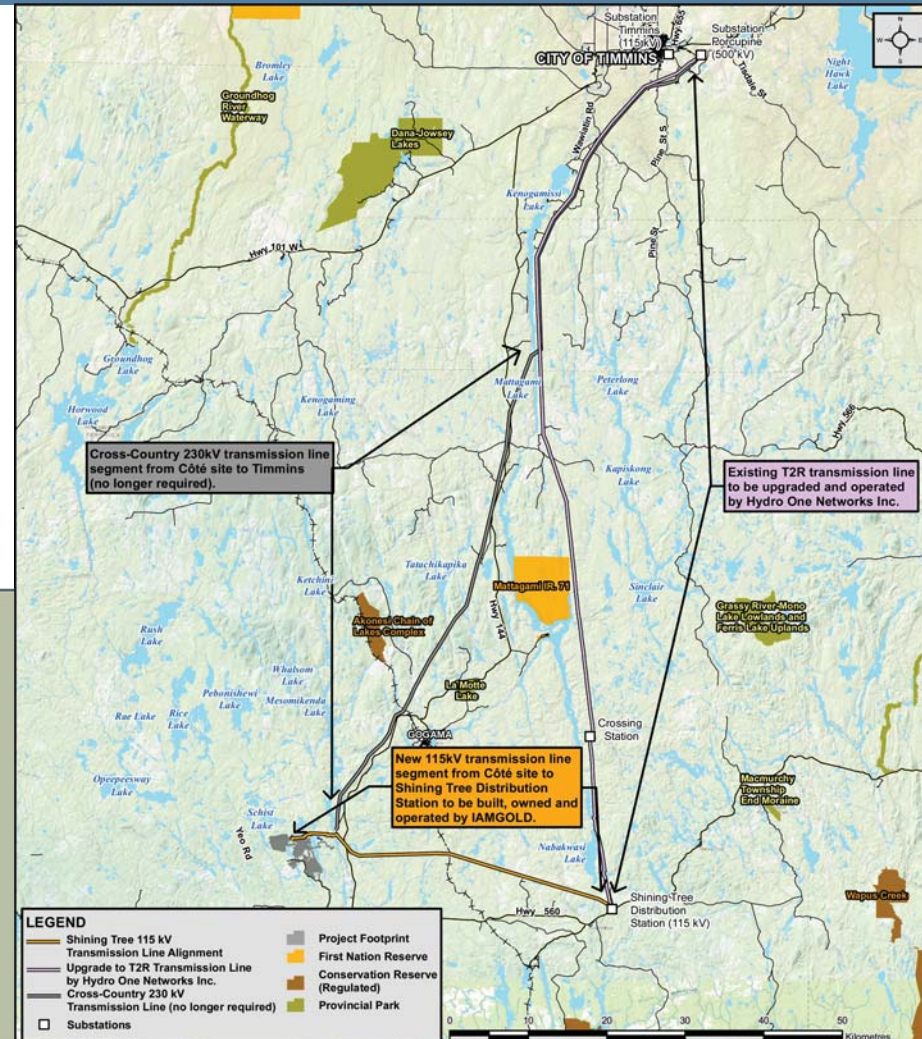 Substation
Timmins
(115 kV)
Hwy 655
Substation
Porcupine
(500 kV)
CITY OF TIMMINS
Tisdale St
N
W
E
S
Night
Hawk
Lake
Bromley
Lake
Groundhog
River
Waterway
Dana-Jowsey
Lakes
Wawiatin Rd
Pine St S
Kenogamissi
Lake
Pine St
Hwy 101 W
Groundhog
Lake
Horwood
Lake
Kenogaming
Lake
Mattagami
Lake
Peterlong
Lake
Hwy 566
Cross-Country 230kV transmission line
segment from Côté site to Timmins
(no longer required).
Kapiskong
Lake
Existing T2R transmission line
to be upgraded and operated
by Hydro One Networks Inc.
Ketchini
Lake
Tatachikapika
Lake
Mattagami IR. 71
Sinclair
Lake
Akonesi Chain of
Lakes Complex
Hwy 144
Grassy River-Mono
Lake Lowlands and
Ferris Lake Uplands
Rush
Lake
Whalsom
Lake
Pebonishewi
Lake
Mesomikenda
Lake
Rae Lake
Rice
Lake
La Motte
Lake
Crossing
Station
GOGAMA
Opeepeesway
Lake
New 115kV transmission line
segment from Côté site to
Shining Tree Distribution
Station to be built, owned and
operated by IAMGOLD.
Macmurchy
Township
End Moraine
Schist
Lake
Yeo Rd
Nabakwasi
Lake
Wapus Creek
Shining Tree
Distribution
Station (115 kV)
Hwy 560
LEGEND
Shining Tree 115 kV
Transmission Line Alignment
Upgrade to T2R Transmission Line
by Hydro One Networks Inc.
Cross-Country 230 kV
Transmission Line (no longer required)
Substations
Project Footprint
First Nation Reserve
Conservation Reserve
(Regulated)
Provincial Park
0 10 20 30 40 50
Kilometres